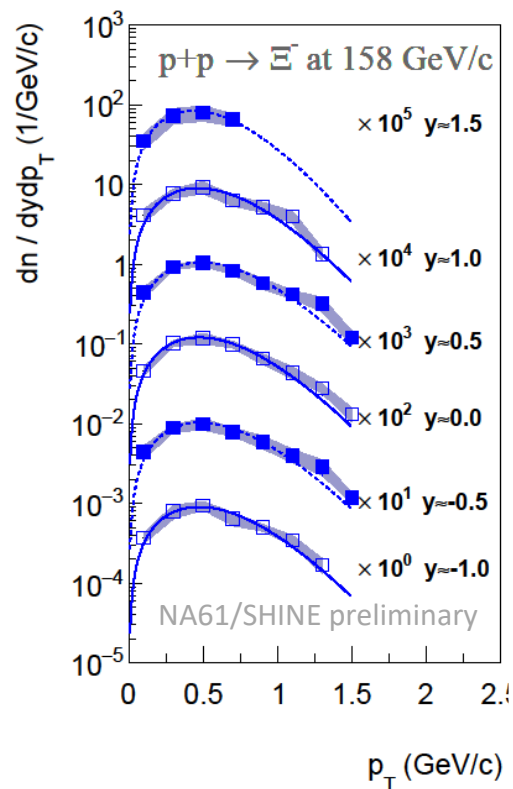 dn / dydp_T (1/GeV/c)
p+p → Ξ⁻ at 158 GeV/c
10³
10²
10
1
10⁻¹
10⁻²
10⁻³
10⁻⁴
10⁻⁵
× 10⁵ y≈1.5
× 10⁴ y≈1.0
× 10³ y≈0.5
× 10² y≈0.0
× 10¹ y≈-0.5
× 10⁰ y≈-1.0
NA61/SHINE preliminary
0 0.5 1 1.5 2 2.5
p_T (GeV/c)